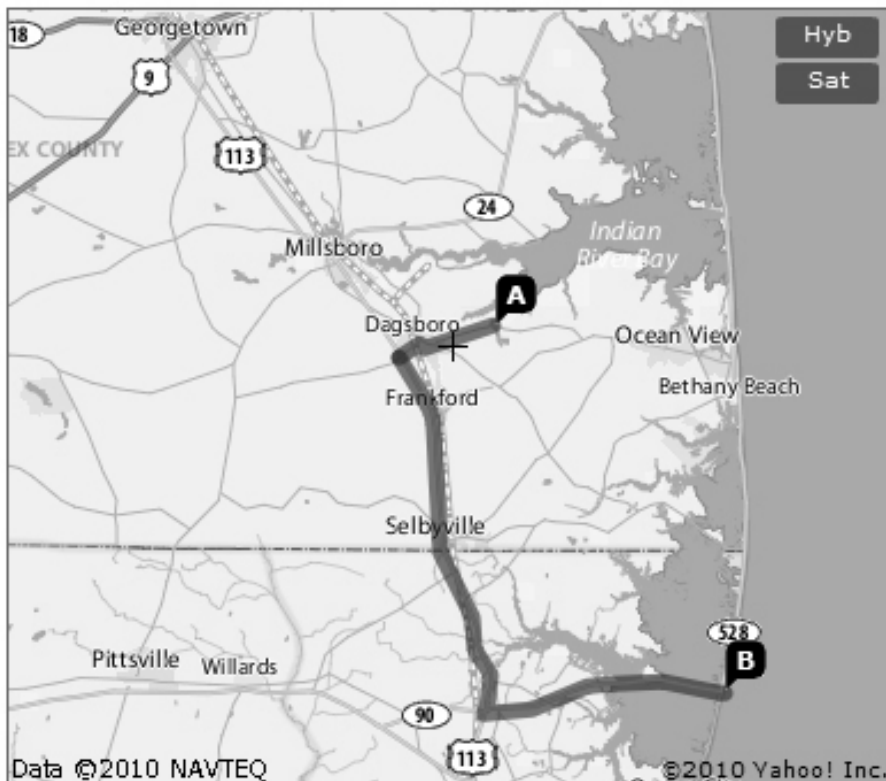 Georgetown
Hyb
18
Sat
9
EX COUNTY
113
24
Indian
River Bay
Millsboro
A
Dagsboro
Ocean View
Bethany Beach
Frankford
Selbyville
528
B
Pittsville
Willards
90
113
Data ©2010 NAVTEQ
©2010 Yahoo! Inc